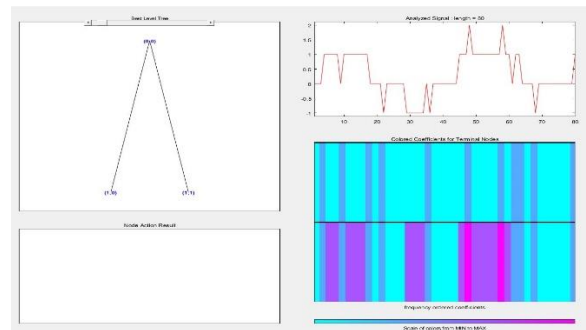 Best Level Tree
(0,0)
(1,0) (1,1)
Node Action Result
Analyzed Signal : length = 80
2
1.5
1
0.5
0
-0.5
-1
10 20 30 40 50 60 70 80
Colored Coefficients for Terminal Nodes
frequency ordered coefficients
Scale of colors from MIN to MAX